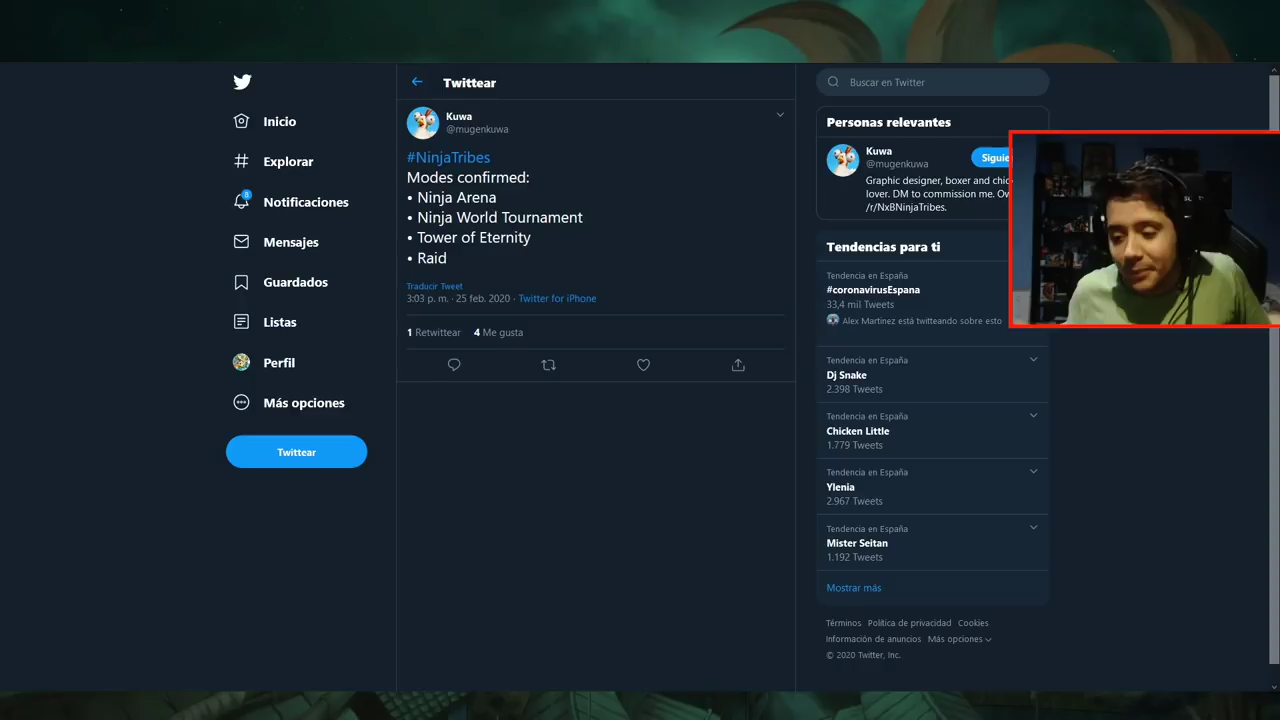 Inicio
Explorar
8
Notificaciones
Mensajes
Guardados
Listas
Perfil
Más opciones
Twittear
Twittear
Kuwa
@mugenkuwa
#NinjaTribes
Modes confirmed:
• Ninja Arena
• Ninja World Tournament
• Tower of Eternity
• Raid
Traducir Tweet
3:03 p. m. · 25 feb. 2020 · Twitter for iPhone
1 Retwittear 4 Me gusta
Buscar en Twitter
Personas relevantes
Kuwa
@mugenkuwa
Siguie
Graphic designer, boxer and chic
lover. DM to commission me. Ow
/r/NxBNinjaTribes.
Tendencias para ti
Tendencia en España
#coronavirusEspana
33,4 mil Tweets
Alex Martinez está twitteando sobre esto
Tendencia en España
Dj Snake
2.398 Tweets
Tendencia en España
Chicken Little
1.779 Tweets
Tendencia en España
Ylenia
2.967 Tweets
Tendencia en España
Mister Seitan
1.192 Tweets
Mostrar más
Términos Política de privacidad Cookies
Información de anuncios Más opciones
© 2020 Twitter, Inc.